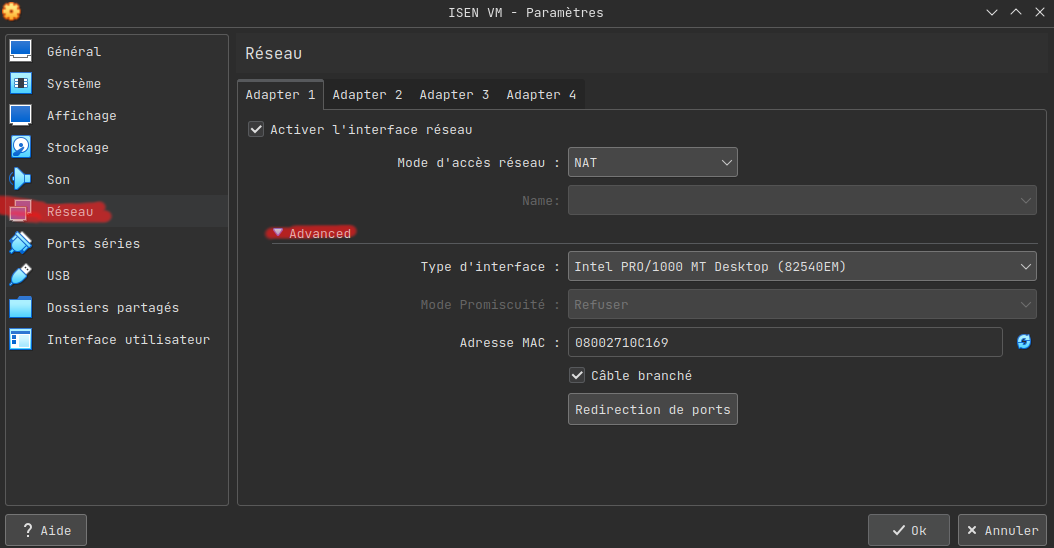 ISEN VM - Paramètres
Général
Système
Affichage
Stockage
Son
Réseau
Ports séries
USB
Dossiers partagés
Interface utilisateur
Réseau
Adapter 1 Adapter 2 Adapter 3 Adapter 4
Activer l'interface réseau
Mode d'accès réseau : NAT
Name:
Advanced
Type d'interface : Intel PRO/1000 MT Desktop (82540EM)
Mode Promiscuité : Refuser
Adresse MAC : 08002710C169
Câble branché
Redirection de ports
? Aide
Ok
Annuler